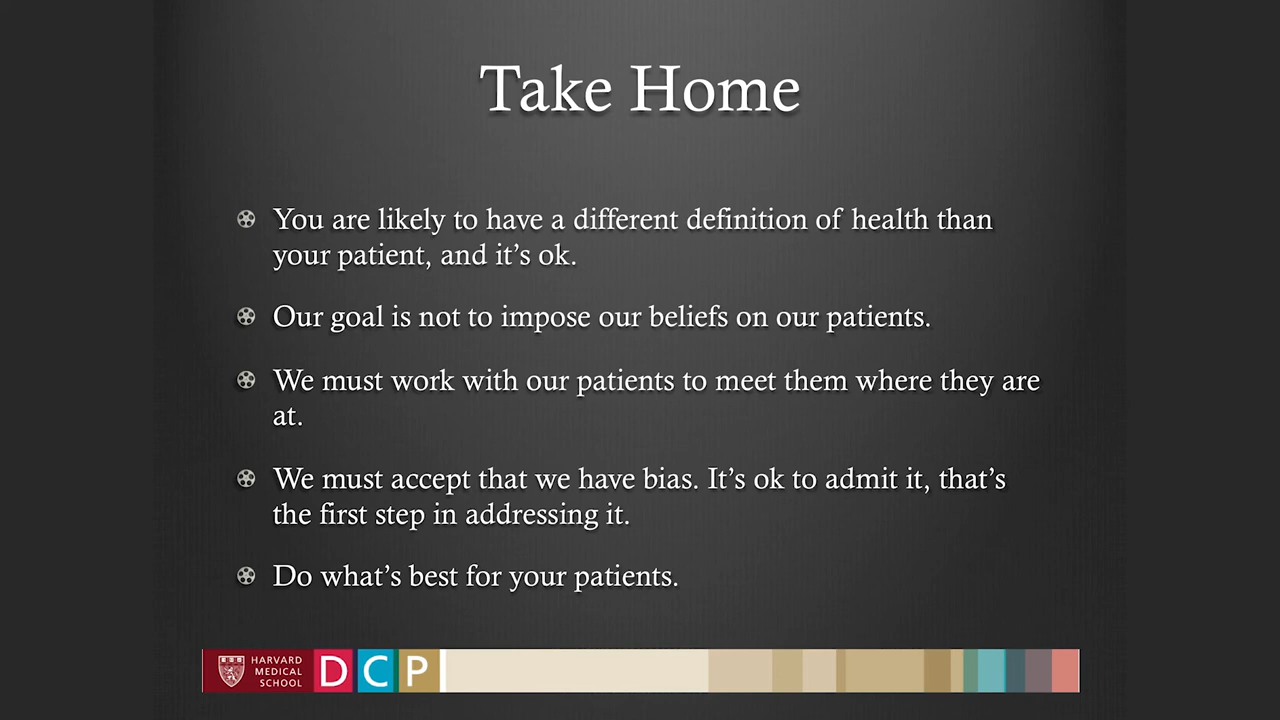 Take Home
You are likely to have a different definition of health than
your patient, and it’s ok.
Our goal is not to impose our beliefs on our patients.
We must work with our patients to meet them where they are
at.
We must accept that we have bias. It’s ok to admit it, that’s
the first step in addressing it.
Do what’s best for your patients.
HARVARD
MEDICAL
SCHOOL
DCP